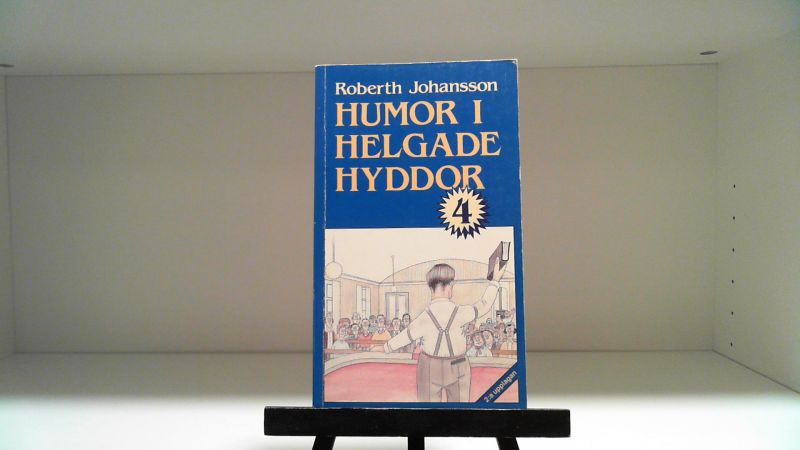 Roberth Johansson
HUMOR I
HELGADE
HYDDOR
4
2:a upplagan